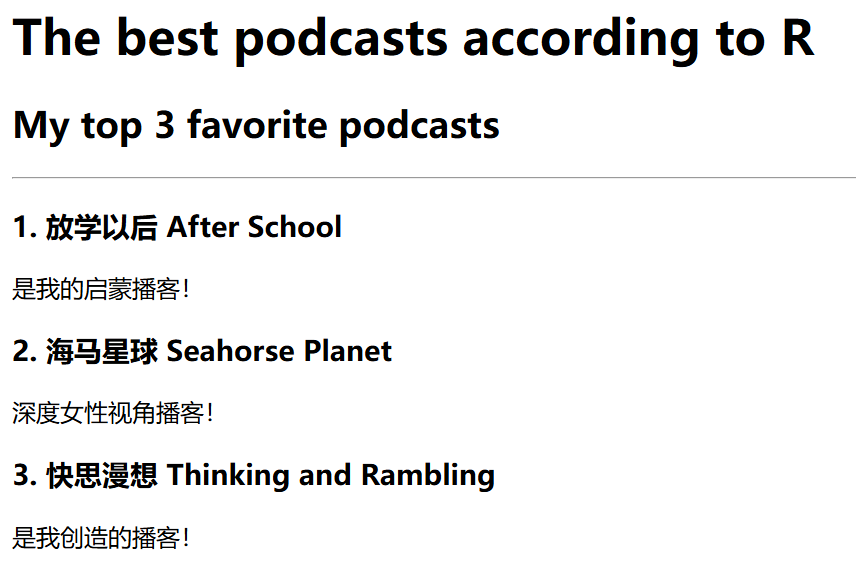 The best podcasts according to R
My top 3 favorite podcasts
1. 放学以后 After School
是我的启蒙播客！
2. 海马星球 Seahorse Planet
深度女性视角播客！
3. 快思漫想 Thinking and Rambling
是我创造的播客！